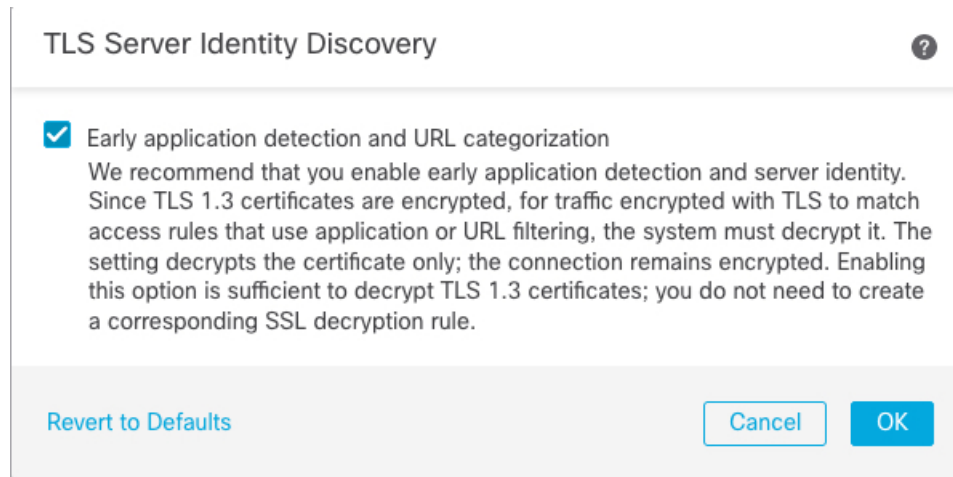 TLS Server Identity Discovery
?
Early application detection and URL categorization
We recommend that you enable early application detection and server identity.
Since TLS 1.3 certificates are encrypted, for traffic encrypted with TLS to match
access rules that use application or URL filtering, the system must decrypt it. The
setting decrypts the certificate only; the connection remains encrypted. Enabling
this option is sufficient to decrypt TLS 1.3 certificates; you do not need to create
a corresponding SSL decryption rule.
Revert to Defaults
Cancel
OK